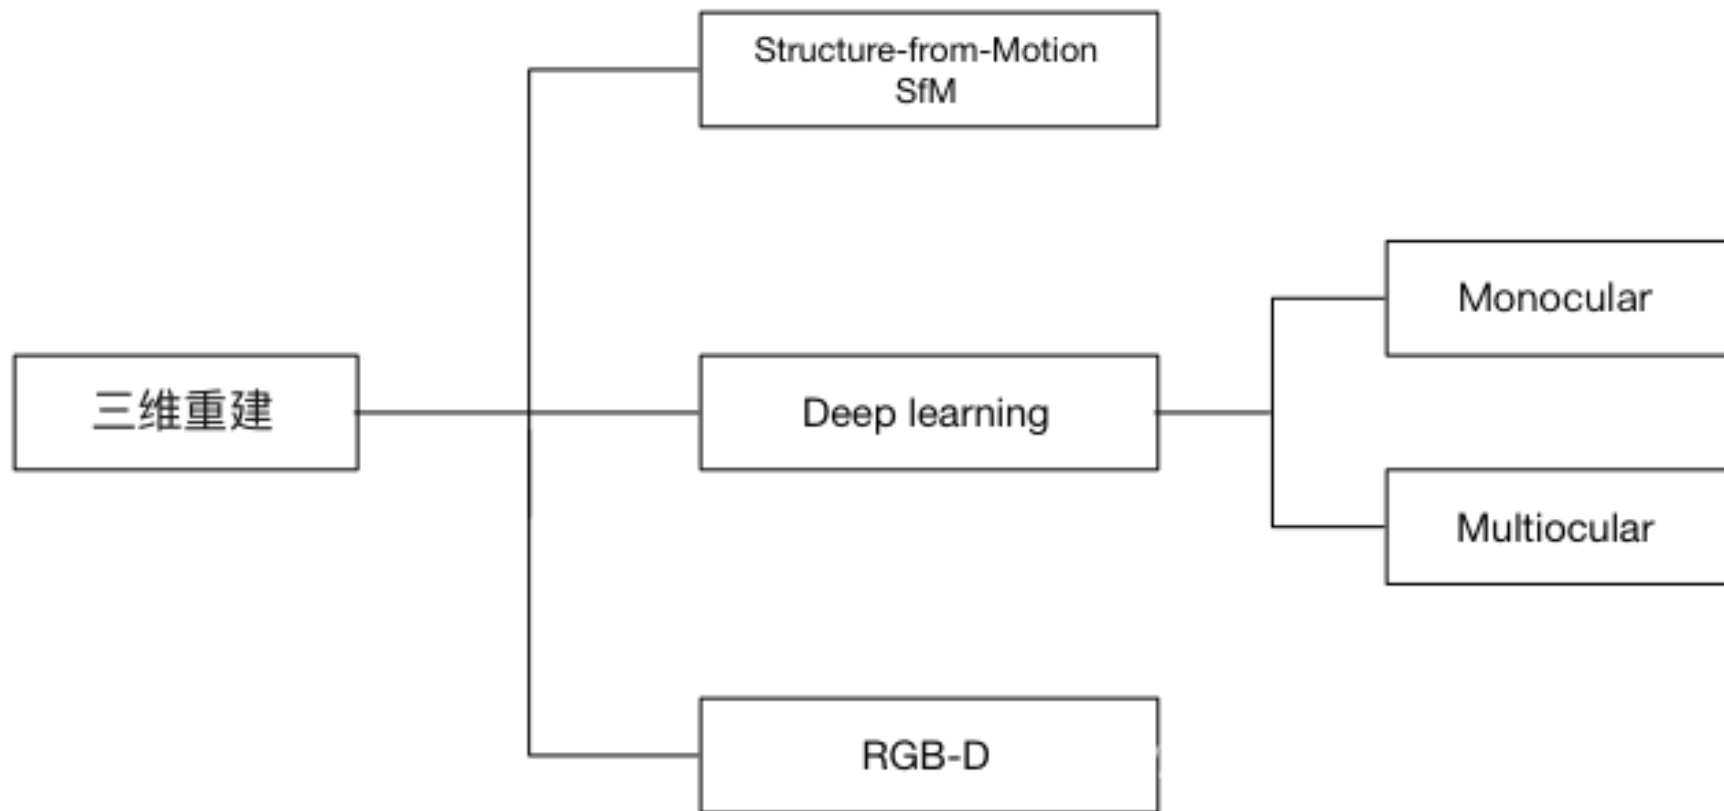 Structure-from-Motion
SfM
三维重建
Deep learning
Monocular
Multiocular
RGB-D